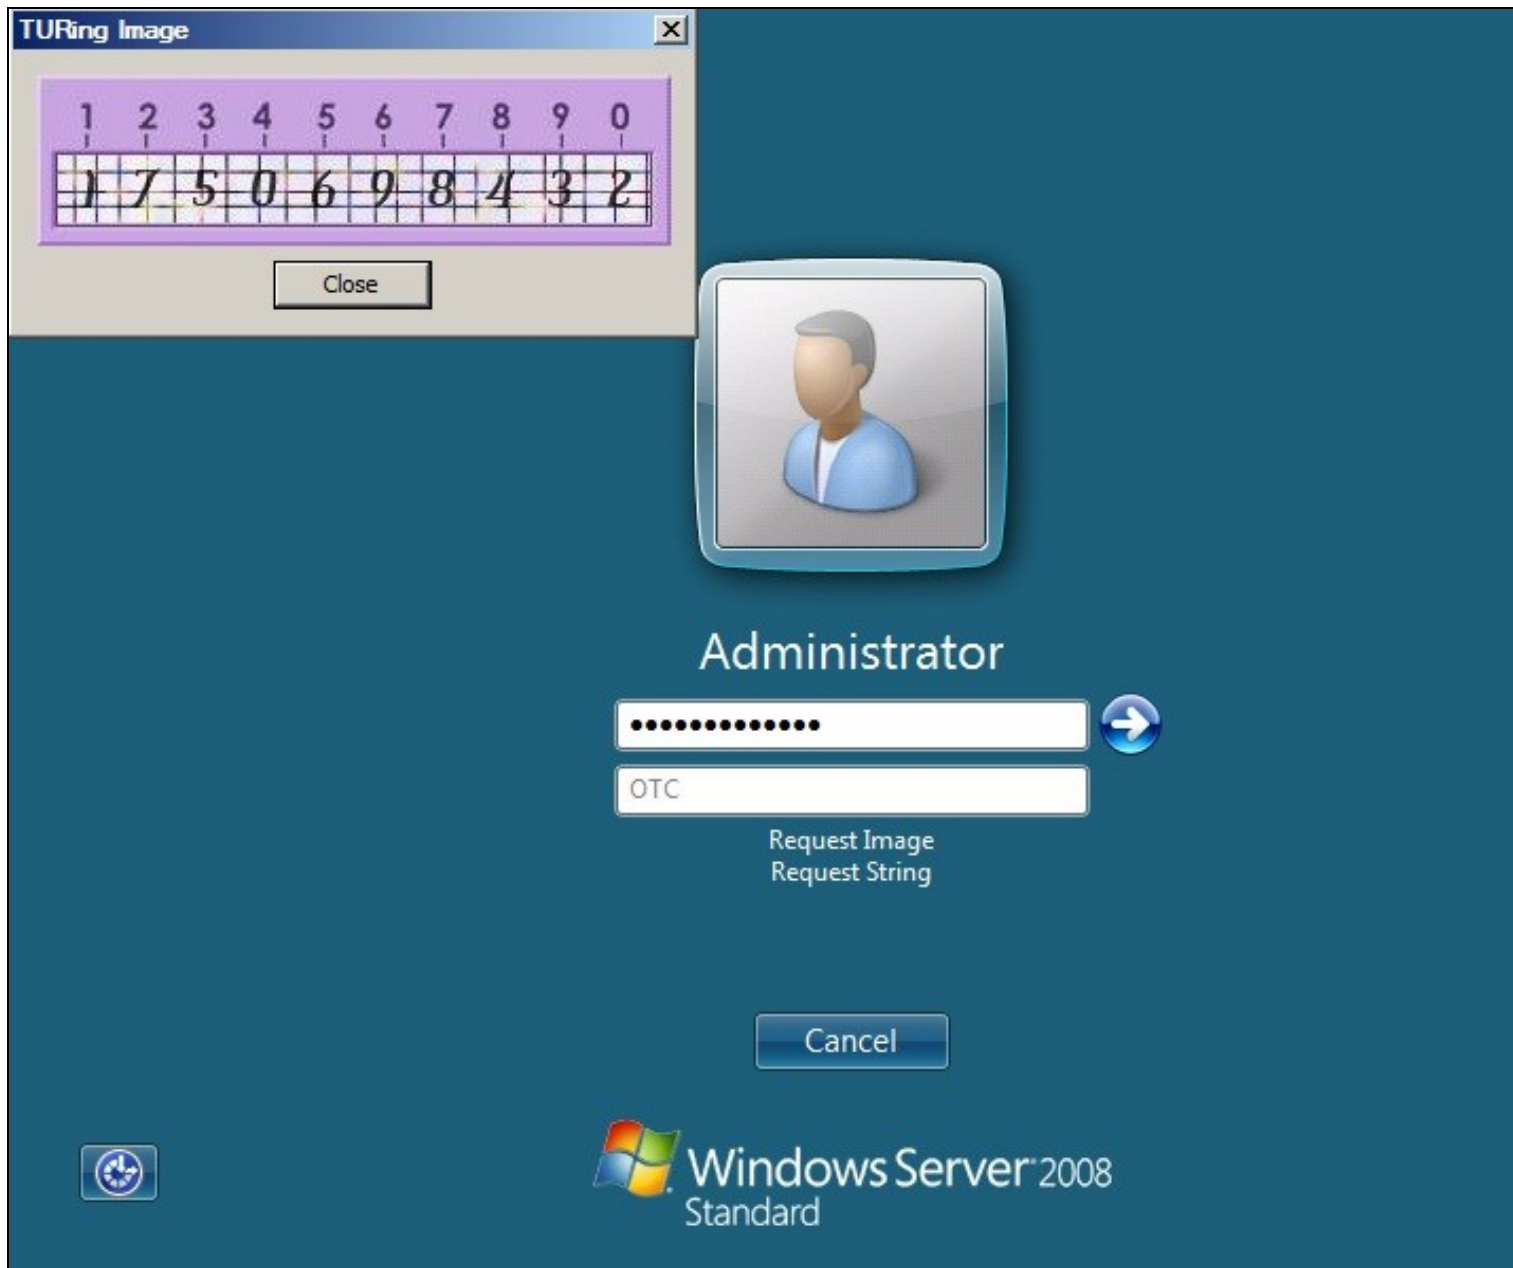 TURing Image
1 2 3 4 5 6 7 8 9 0
1 7 5 0 6 9 8 4 3 2
Close
Administrator
•••••••••••••
OTC
Request Image
Request String
Cancel
Windows Server 2008
Standard